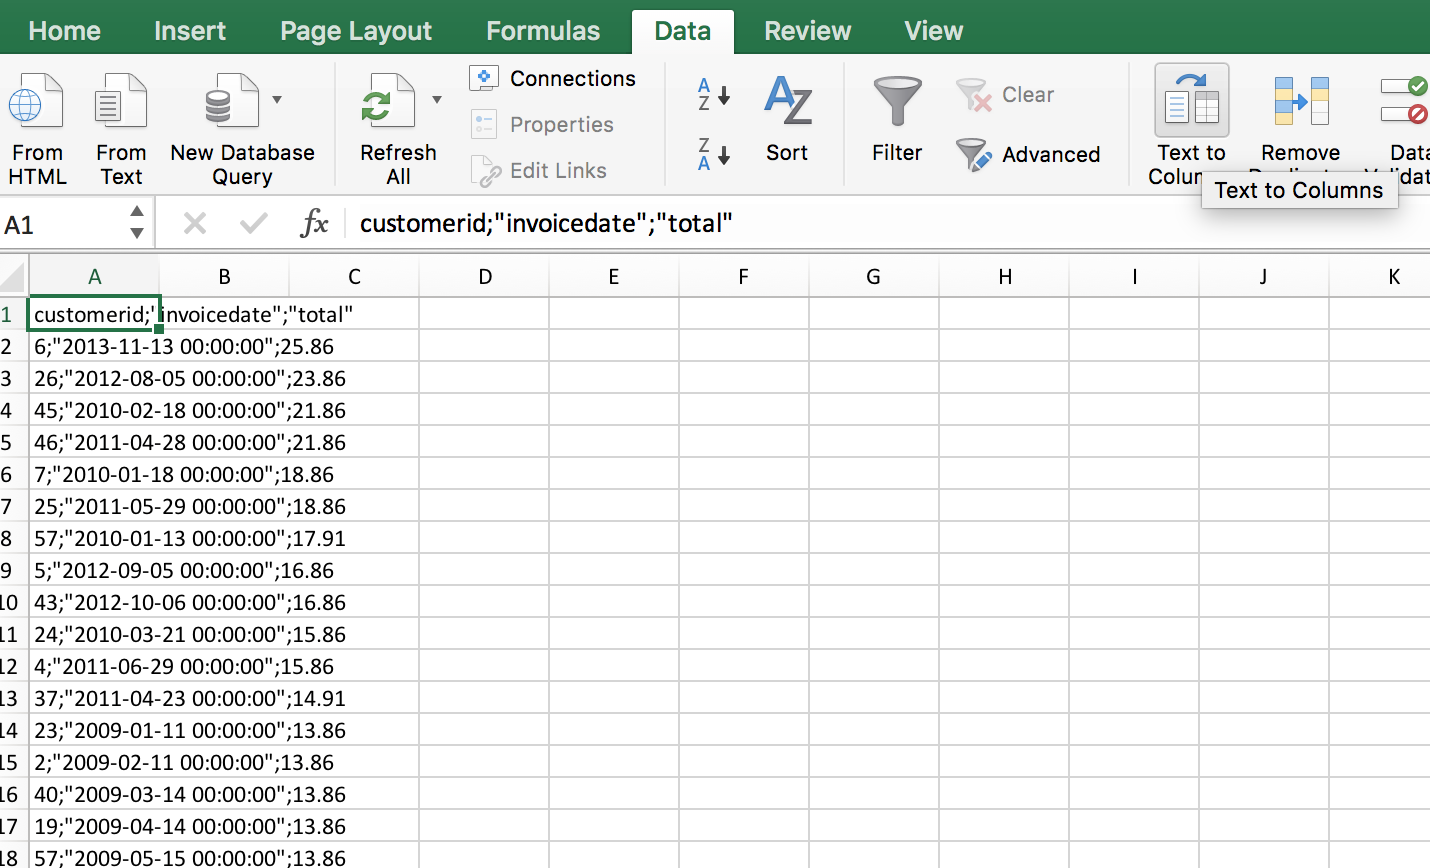 Home Insert Page Layout Formulas Data Review View
Connections
Properties
Edit Links
Clear
Advanced
From HTML
From Text
New Database Query
Refresh All
A Z
Z A
Sort
Filter
Text to
Remove
Text to Columns
A1 fx customerid;"invoicedate";"total"
A B C D E F G H I J K
1 customerid;"invoicedate";"total"
2 6;"2013-11-13 00:00:00";25.86
3 26;"2012-08-05 00:00:00";23.86
4 45;"2010-02-18 00:00:00";21.86
5 46;"2011-04-28 00:00:00";21.86
6 7;"2010-01-18 00:00:00";18.86
7 25;"2011-05-29 00:00:00";18.86
8 57;"2010-01-13 00:00:00";17.91
9 5;"2012-09-05 00:00:00";16.86
10 43;"2012-10-06 00:00:00";16.86
11 24;"2010-03-21 00:00:00";15.86
12 4;"2011-06-29 00:00:00";15.86
13 37;"2011-04-23 00:00:00";14.91
14 23;"2009-01-11 00:00:00";13.86
15 2;"2009-02-11 00:00:00";13.86
16 40;"2009-03-14 00:00:00";13.86
17 19;"2009-04-14 00:00:00";13.86
18 57;"2009-05-15 00:00:00";13.86